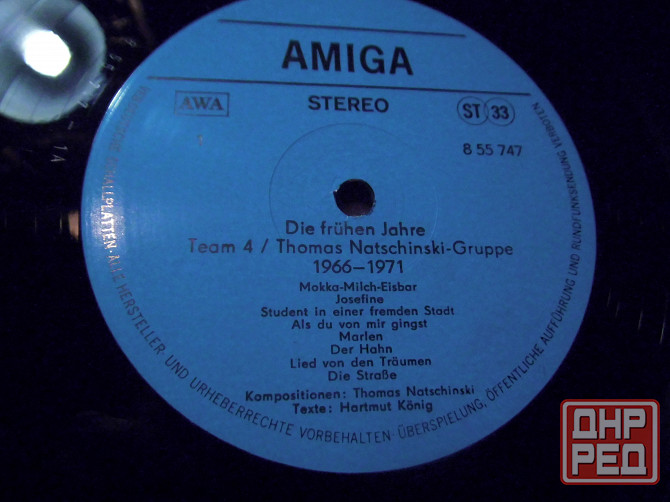 AMIGA
AWA
STEREO
ST 33
8 55 747
Die frühen Jahre
Team 4 / Thomas Natschinski-Gruppe
1966–1971
Mokka-Milch-Eisbar
Josefine
Student in einer fremden Stadt
Als du von mir gingst
Marlen
Der Hahn
Lied von den Träumen
Die Straße
Kompositionen: Thomas Natschinski
Texte: Hartmut König
SCHALLPLATTEN · ALLE HERSTELLER- UND URHEBERRECHTE VORBEHALTEN · ÜBERSPIELUNG, ÖFFENTLICHE AUFFÜHRUNG UND RUNDFUNKSENDUNG VERBOTEN
ДНР
РЕД